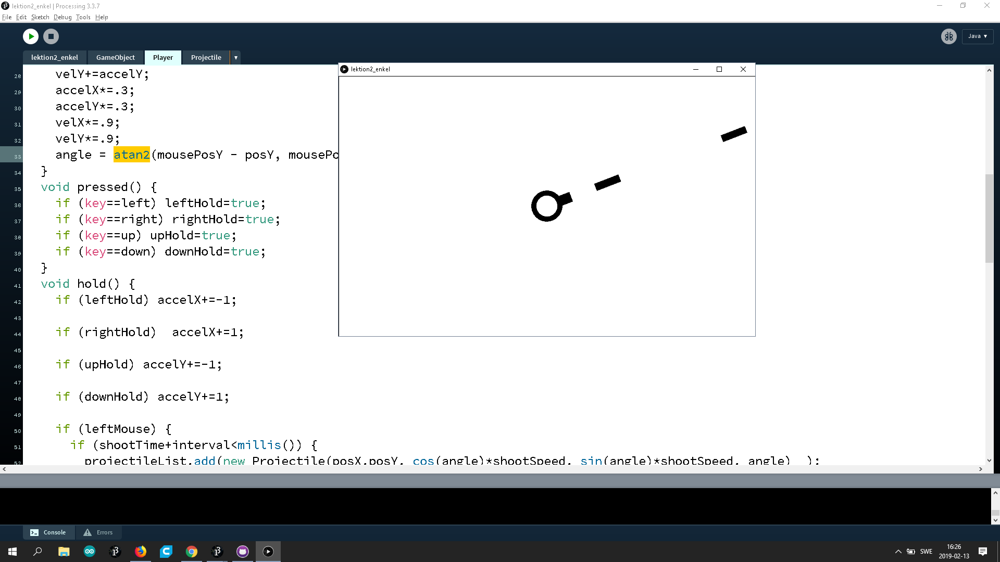 lektion2_enkel | Processing 3.3.7
File Edit Sketch Debug Tools Help
Java ▾
lektion2_enkel GameObject Player Projectile ▾
lektion2_enkel
28 velY+=accelY;
29 accelX*=.3;
30 accelY*=.3;
31 velX*=.9;
32 velY*=.9;
33 angle = atan2(mousePosY - posY, mousePo
34 }
35 void pressed() {
36 if (key==left) leftHold=true;
37 if (key==right) rightHold=true;
38 if (key==up) upHold=true;
39 if (key==down) downHold=true;
40 }
41 void hold() {
42 if (leftHold) accelX+=-1;
43
44 if (rightHold)  accelX+=1;
45
46 if (upHold) accelY+=-1;
47
48 if (downHold) accelY+=1;
49
50 if (leftMouse) {
51 if (shootTime+interval<millis()) {
52 projectileList.add(new Projectile(posX,posY, cos(angle)*shootSpeed, sin(angle)*shootSpeed, angle)  );
Console Errors
SWE
16:26
2019-02-13